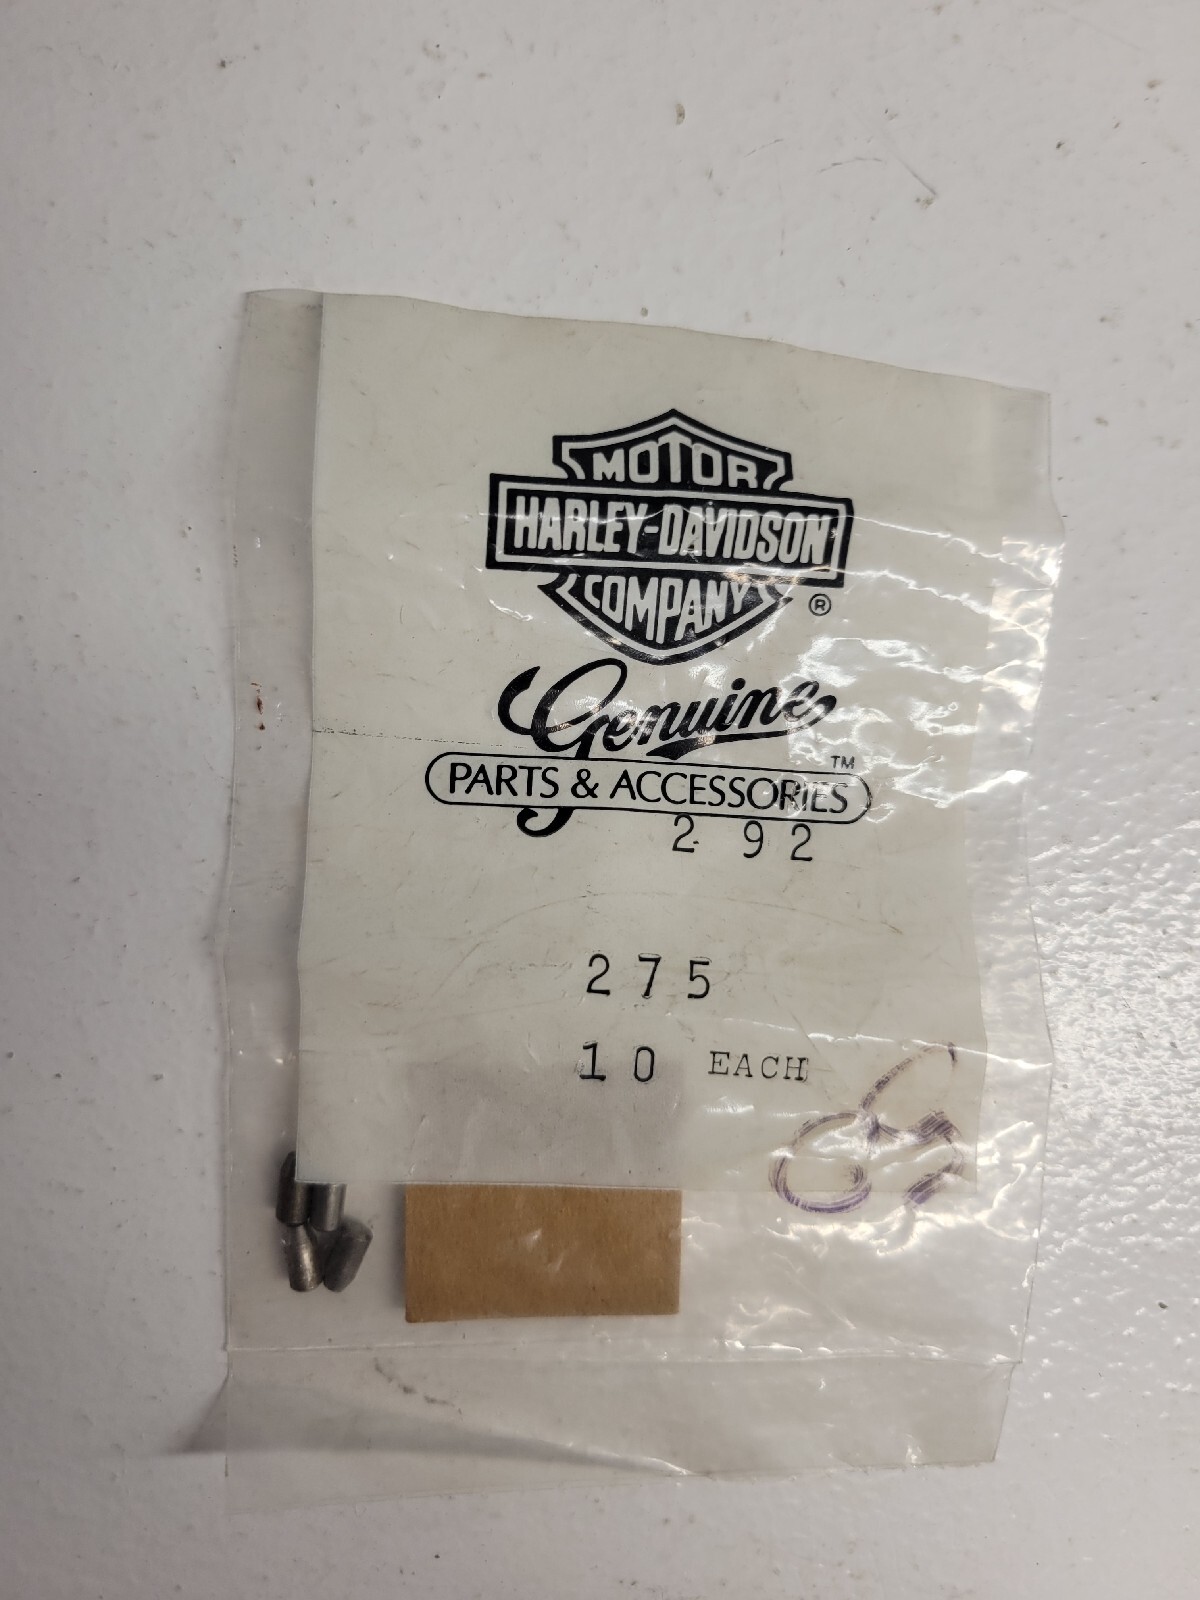 MOTOR
HARLEY-DAVIDSON
COMPANY
®
Genuine
TM
PARTS & ACCESSORIES
2 92
275
10 EACH